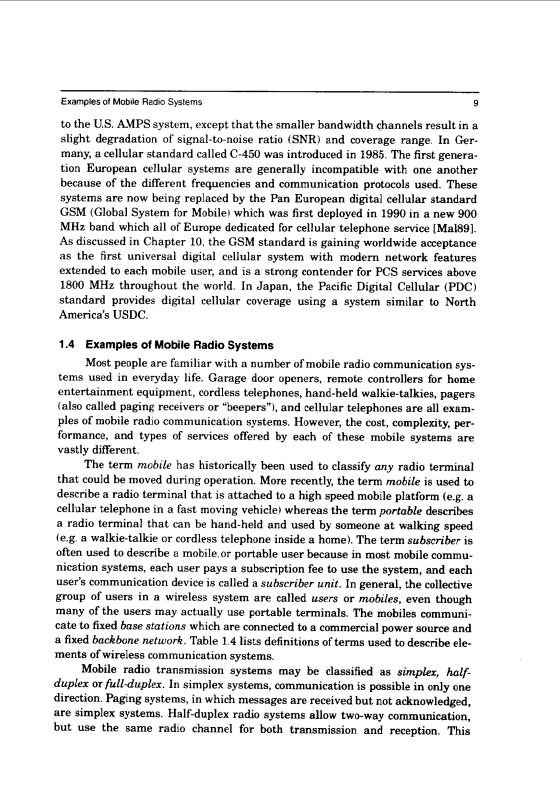 Examples of Mobile Radio Systems 9
to the U.S. AMPS system, except that the smaller bandwidth channels result in a
slight degradation of signal-to-noise ratio (SNR) and coverage range. In Ger-
many, a cellular standard called C-450 was introduced in 1985. The first genera-
tion European cellular systems are generally incompatible with one another
because of the different frequencies and communication protocols used. These
systems are now being replaced by the Pan European digital cellular standard
GSM (Global System for Mobile) which was first deployed in 1990 in a new 900
MHz band which all of Europe dedicated for cellular telephone service [Mal89].
As discussed in Chapter 10, the GSM standard is gaining worldwide acceptance
as the first universal digital cellular system with modern network features
extended to each mobile user, and is a strong contender for PCS services above
1800 MHz throughout the world. In Japan, the Pacific Digital Cellular (PDC)
standard provides digital cellular coverage using a system similar to North
America's USDC.
1.4 Examples of Mobile Radio Systems
Most people are familiar with a number of mobile radio communication sys-
tems used in everyday life. Garage door openers, remote controllers for home
entertainment equipment, cordless telephones, hand-held walkie-talkies, pagers
(also called paging receivers or "beepers"), and cellular telephones are all exam-
ples of mobile radio communication systems. However, the cost, complexity, per-
formance, and types of services offered by each of these mobile systems are
vastly different.
The term mobile has historically been used to classify any radio terminal
that could be moved during operation. More recently, the term mobile is used to
describe a radio terminal that is attached to a high speed mobile platform (e.g. a
cellular telephone in a fast moving vehicle) whereas the term portable describes
a radio terminal that can be hand-held and used by someone at walking speed
(e.g. a walkie-talkie or cordless telephone inside a home). The term subscriber is
often used to describe a mobile or portable user because in most mobile commu-
nication systems, each user pays a subscription fee to use the system, and each
user's communication device is called a subscriber unit. In general, the collective
group of users in a wireless system are called users or mobiles, even though
many of the users may actually use portable terminals. The mobiles communi-
cate to fixed base stations which are connected to a commercial power source and
a fixed backbone network. Table 1.4 lists definitions of terms used to describe ele-
ments of wireless communication systems.
Mobile radio transmission systems may be classified as simplex, half-
duplex or full-duplex. In simplex systems, communication is possible in only one
direction. Paging systems, in which messages are received but not acknowledged,
are simplex systems. Half-duplex radio systems allow two-way communication,
but use the same radio channel for both transmission and reception. This